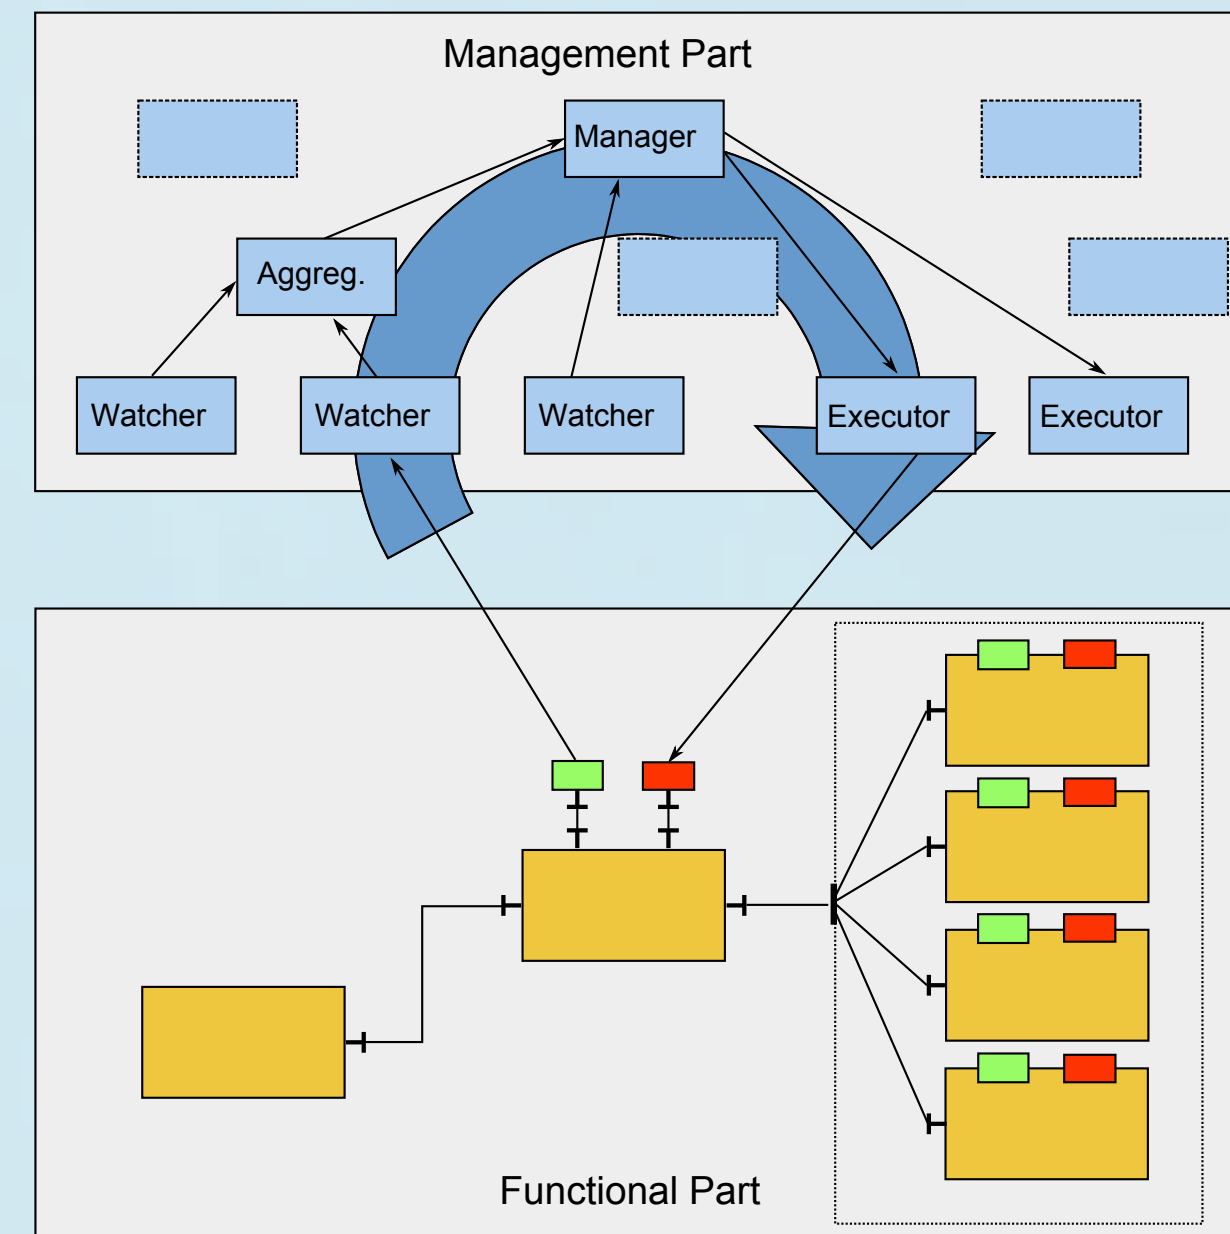 Management Part
Manager
Aggreg.
Watcher
Watcher
Watcher
Executor
Executor
Functional Part